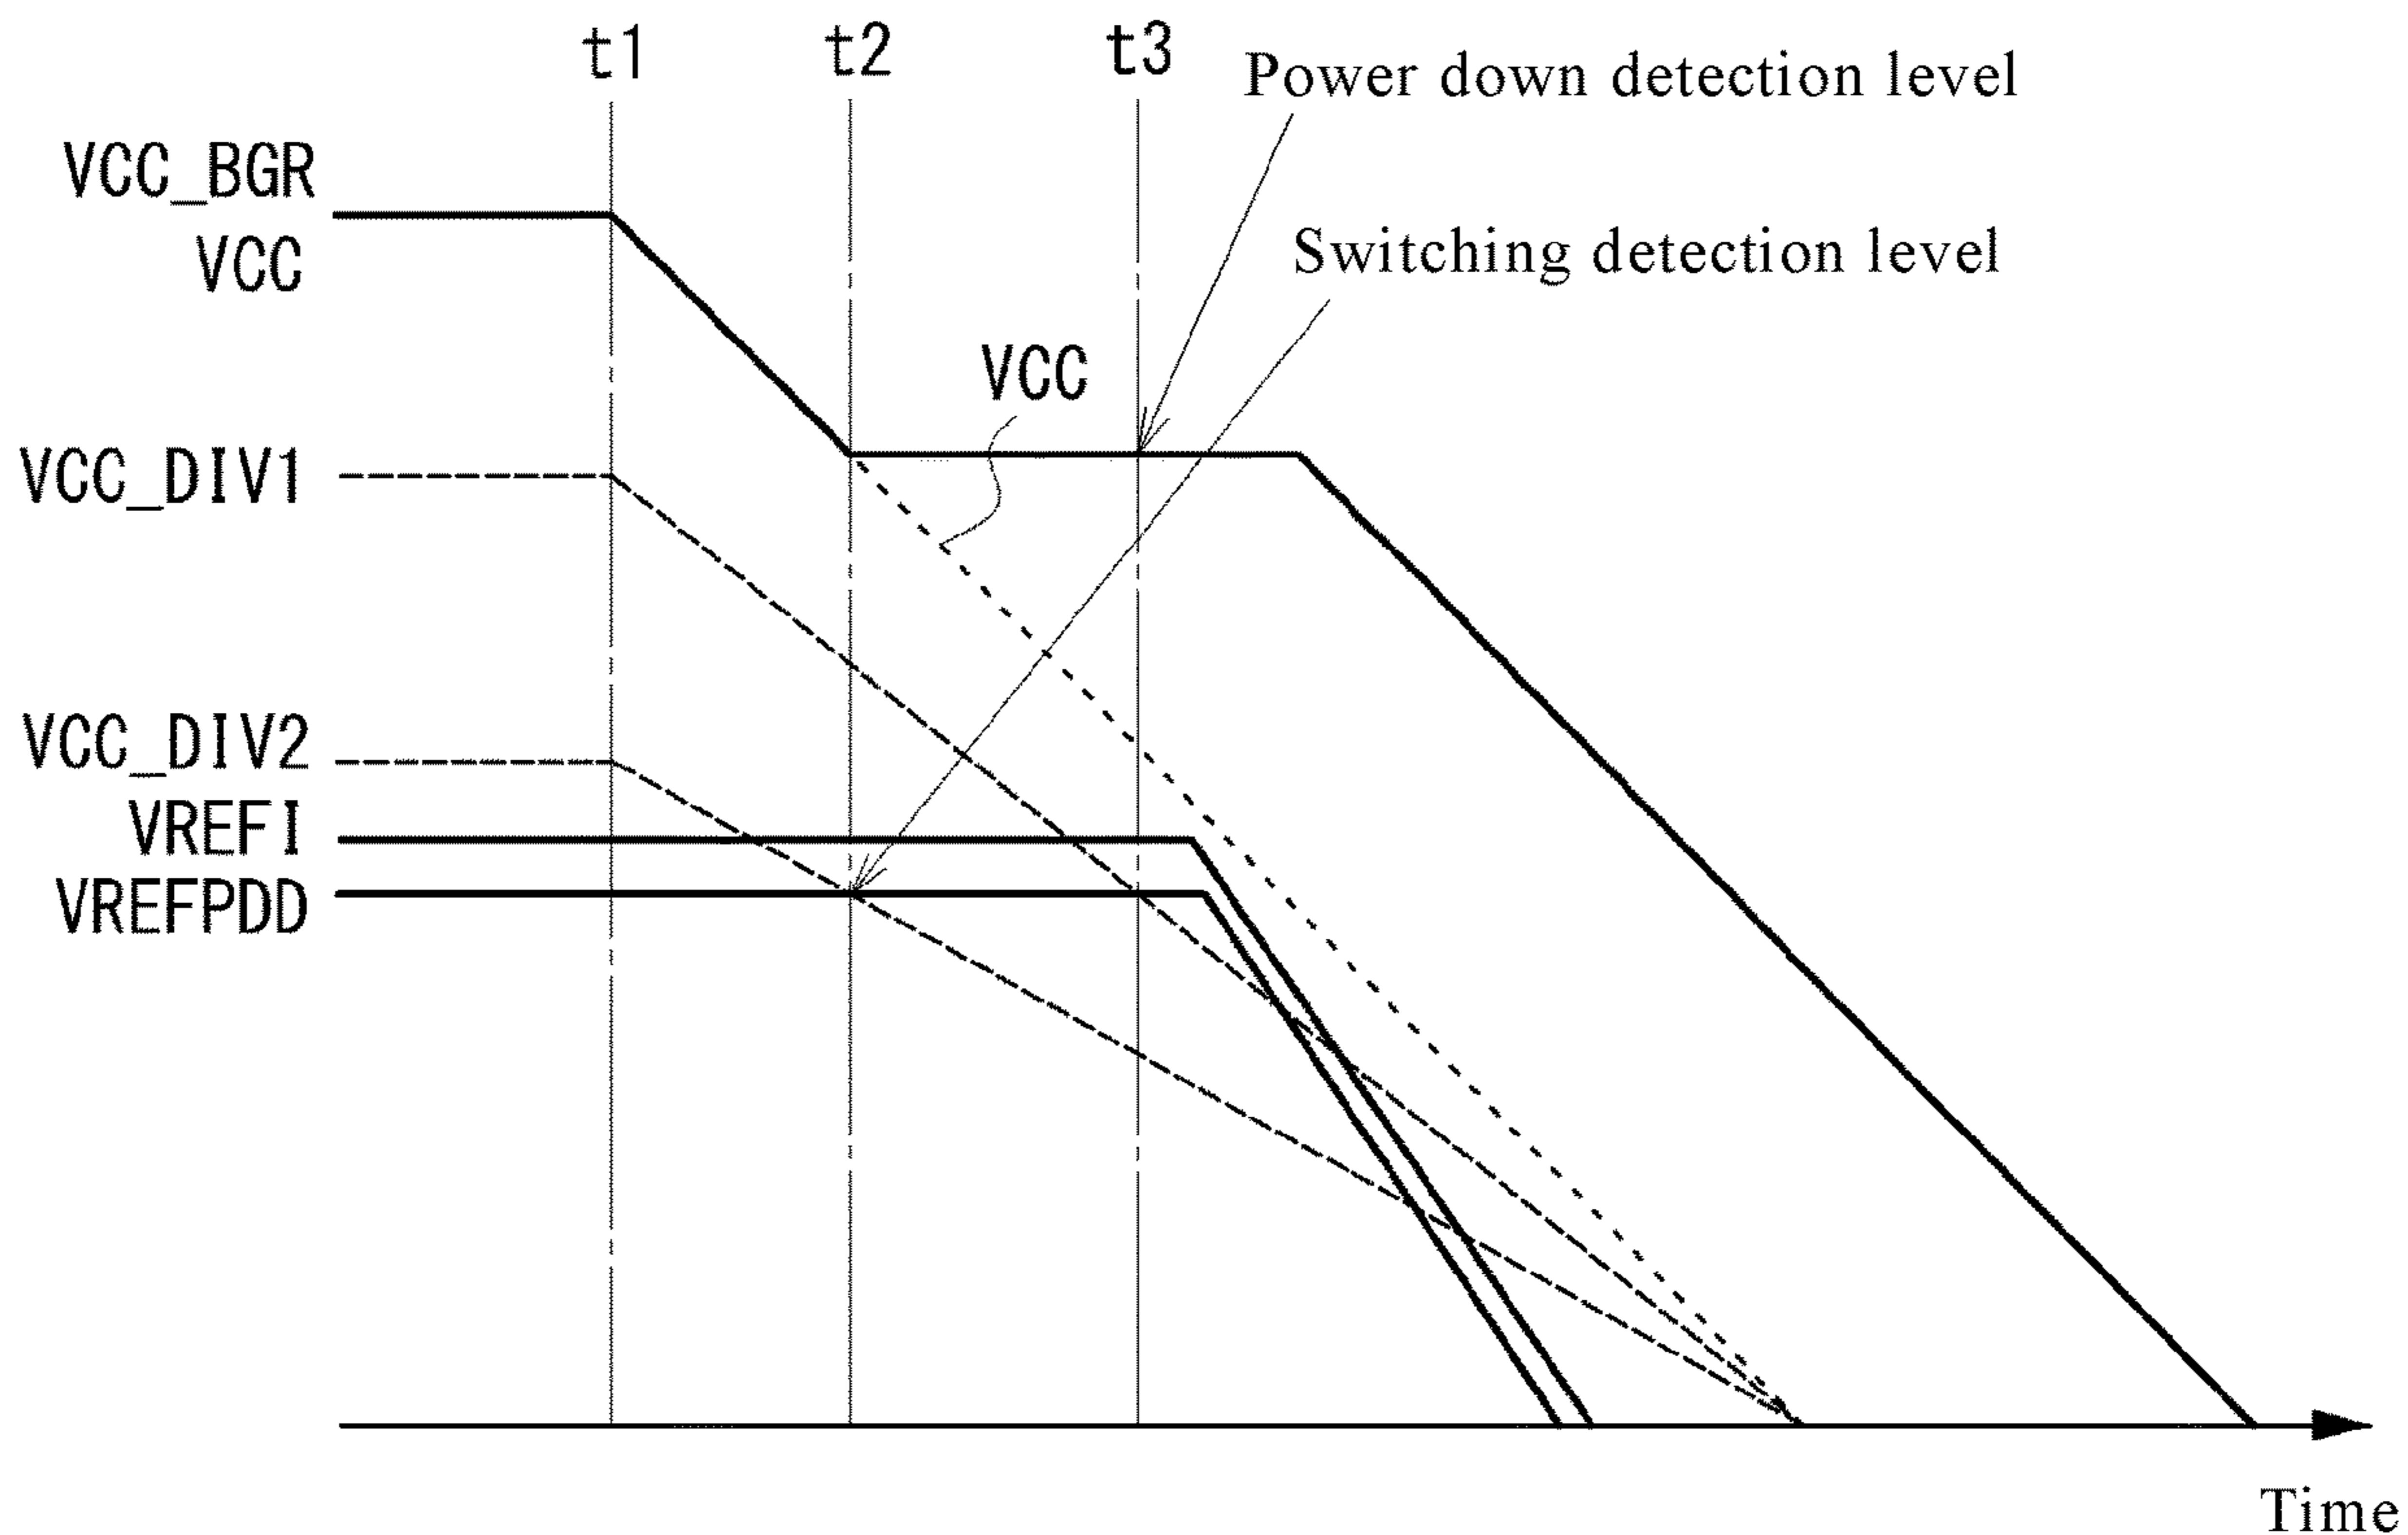 t1
t2
t3
Power down detection level
VCC_BGR
VCC
Switching detection level
VCC
VCC_DIV1
VCC_DIV2
VREFI
VREFPDD
Time